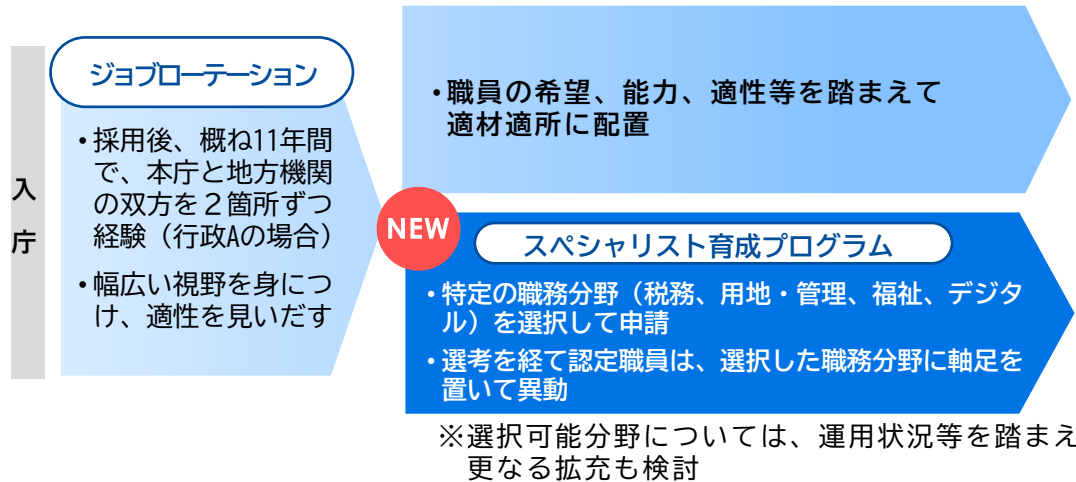 入庁
ジョブローテーション
・採用後、概ね11年間
で、本庁と地方機関
の双方を２箇所ずつ
経験（行政Aの場合）
・幅広い視野を身につ
け、適性を見いだす
・職員の希望、能力、適性等を踏まえて
適材適所に配置
NEW
スペシャリスト育成プログラム
・特定の職務分野（税務、用地・管理、福祉、デジタ
ル）を選択して申請
・選考を経て認定職員は、選択した職務分野に軸足を
置いて異動
※選択可能分野については、運用状況等を踏まえ
更なる拡充も検討